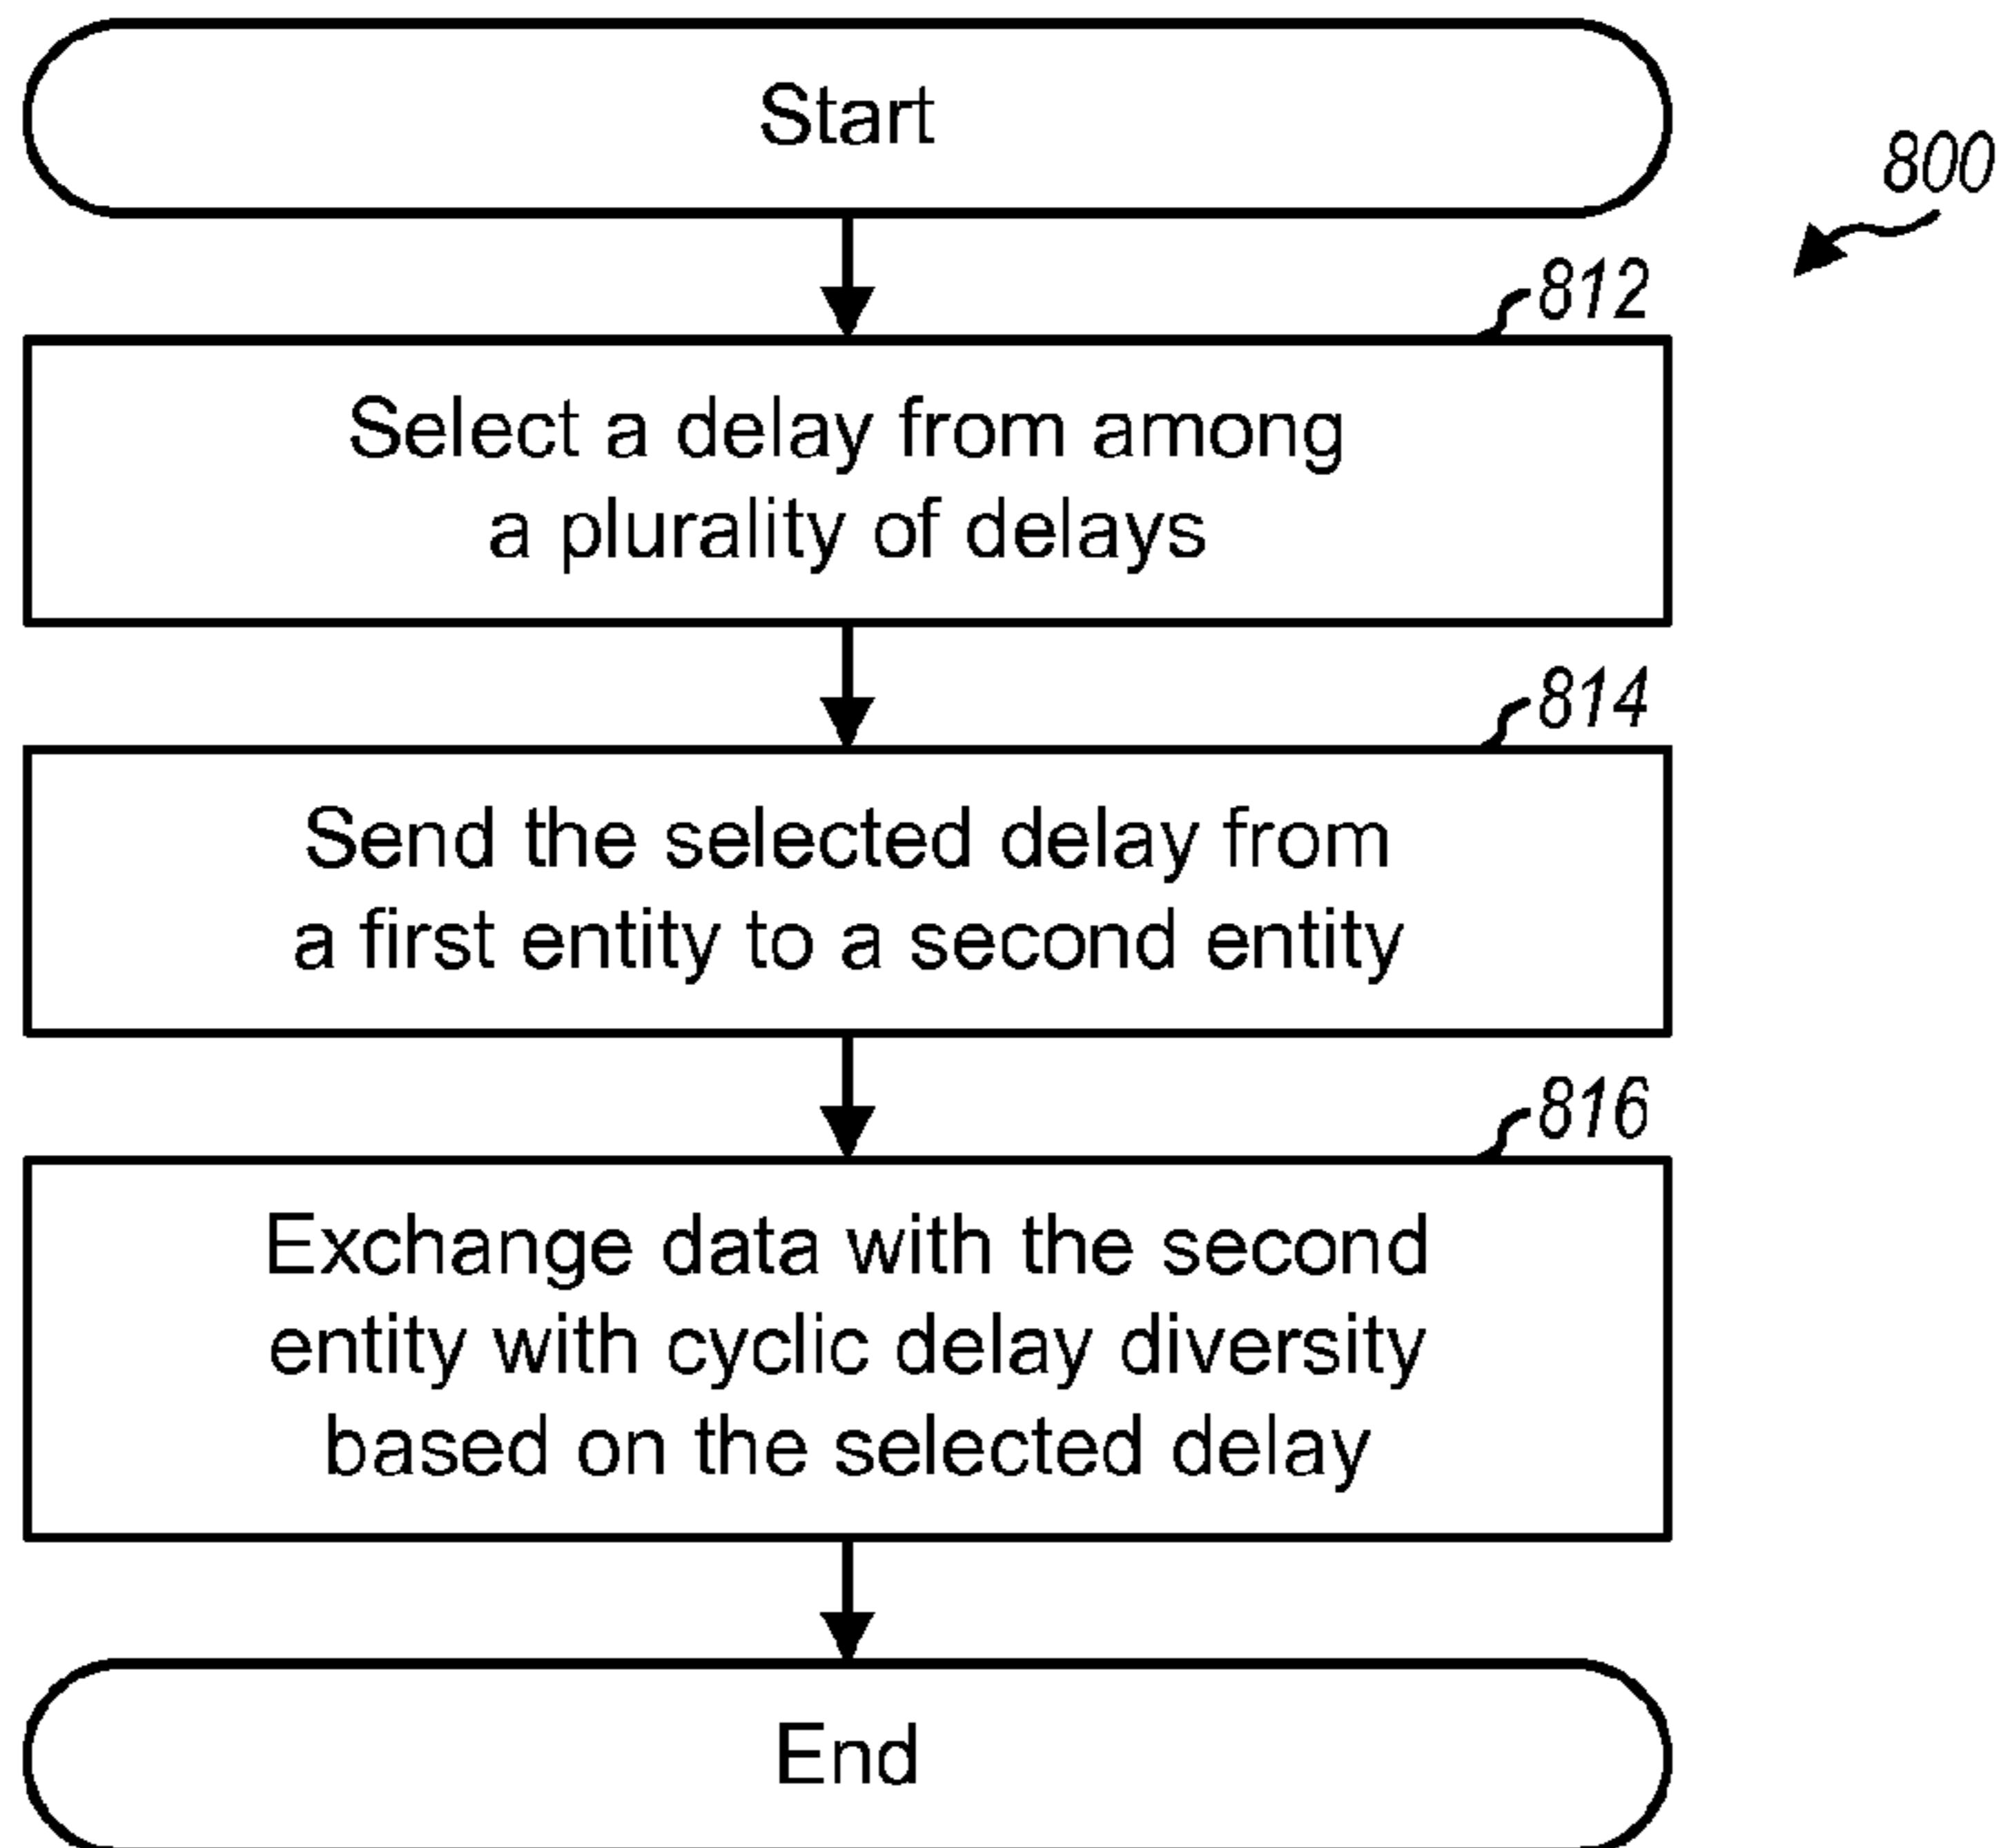 Start
800
812
Select a delay from among
a plurality of delays
814
Send the selected delay from
a first entity to a second entity
816
Exchange data with the second
entity with cyclic delay diversity
based on the selected delay
End